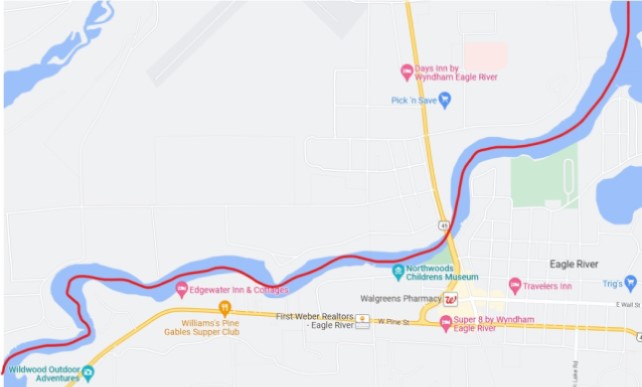 Days Inn by
Wyndham Eagle River
Pick 'n Save
45
Northwoods
Childrens Museum
Eagle River
Edgewater Inn & Cottages
Walgreens Pharmacy
Travelers Inn
Trig's
E Wall St
Williams's Pine
Gables Supper Club
First Weber Realtors
- Eagle River
W Pine St
Super 8 by Wyndham
Eagle River
Wildwood Outdoor
Adventures